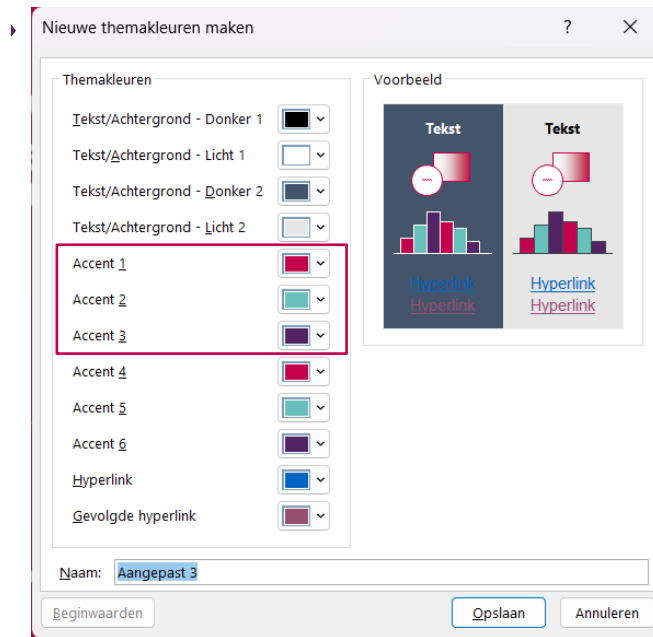 Nieuwe themakleuren maken
Themakleuren
Tekst/Achtergrond - Donker 1
Tekst/Achtergrond - Licht 1
Tekst/Achtergrond - Donker 2
Tekst/Achtergrond - Licht 2
Accent 1
Accent 2
Accent 3
Accent 4
Accent 5
Accent 6
Hyperlink
Gevolgde hyperlink
Voorbeeld
Tekst Tekst
Hyperlink Hyperlink
Hyperlink Hyperlink
Naam: Aangepast 3
Beginwaarden Opslaan Annuleren